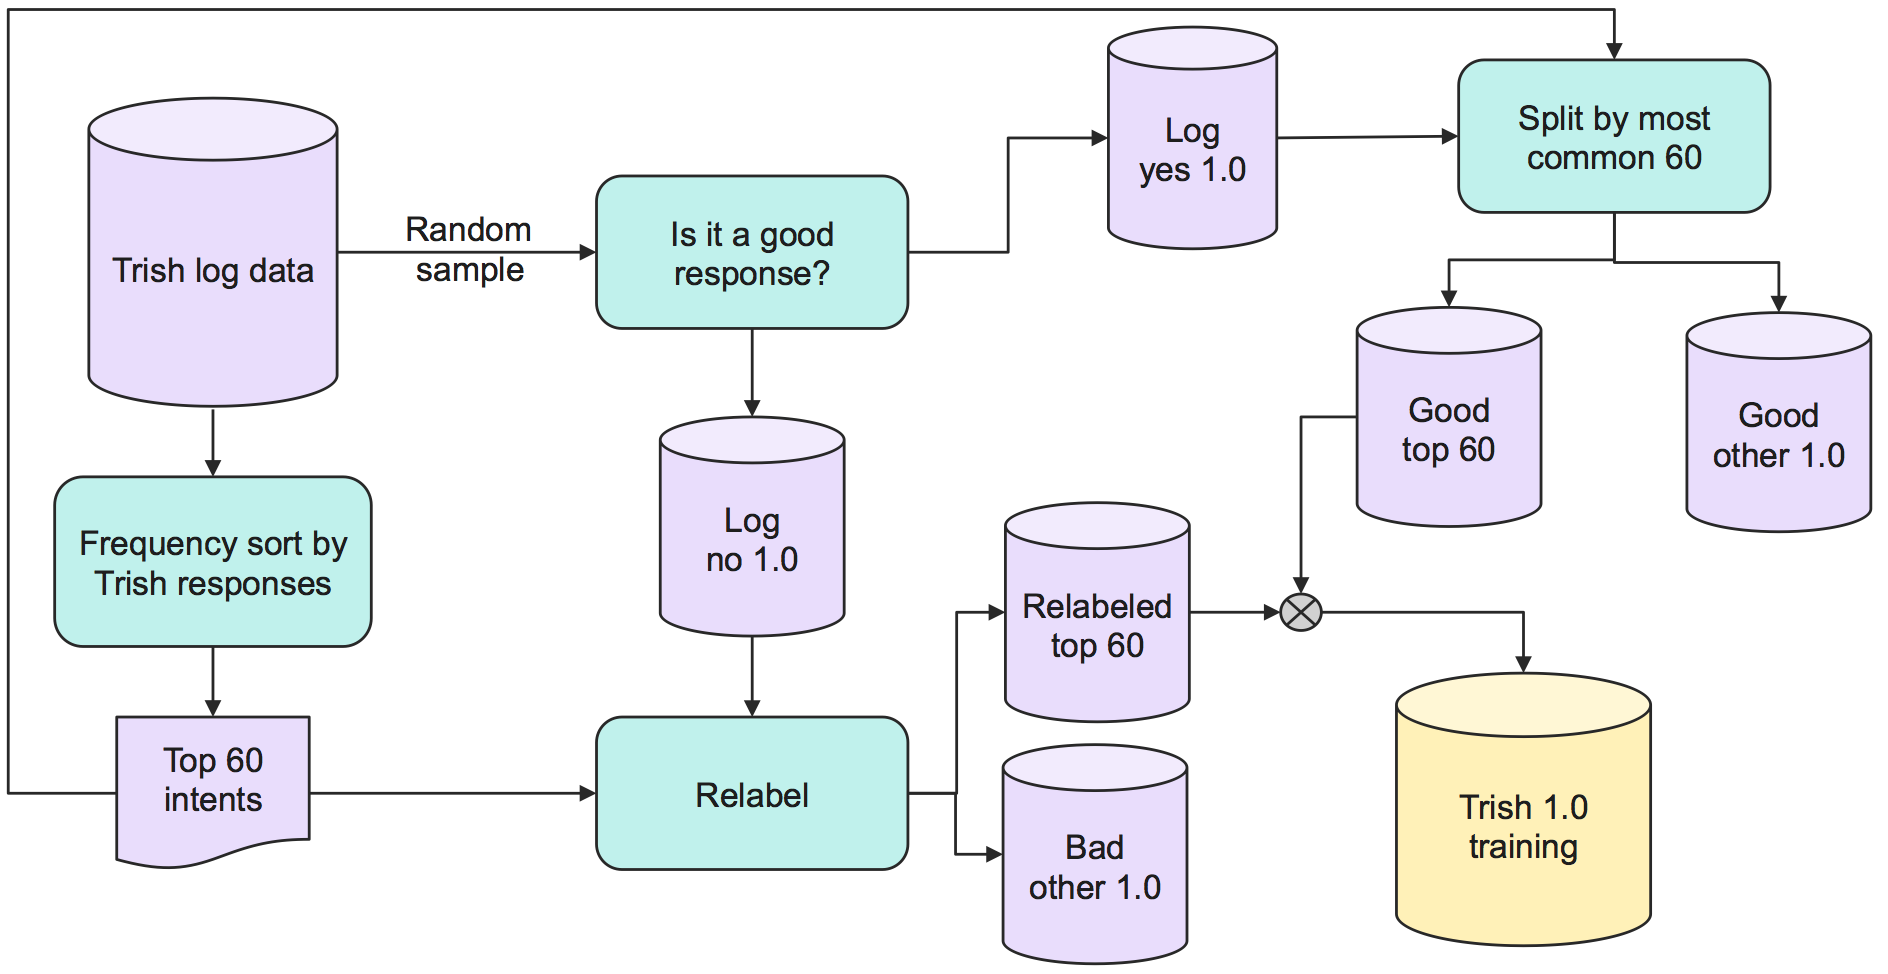 Trish log data
Random
sample
Is it a good
response?
Log
yes 1.0
Split by most
common 60
Good
top 60
Good
other 1.0
Frequency sort by
Trish responses
Log
no 1.0
Relabeled
top 60
Top 60
intents
Relabel
Bad
other 1.0
Trish 1.0
training